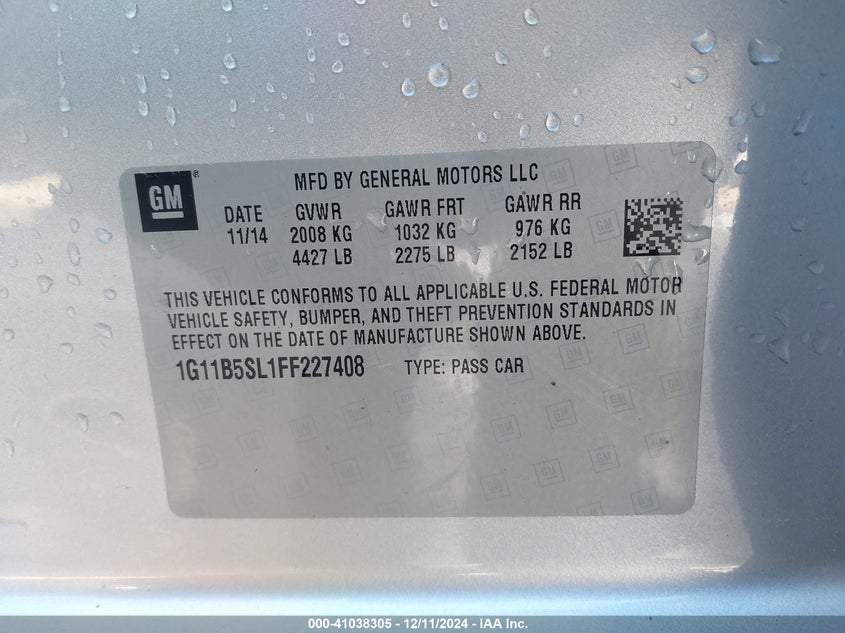 GM ®
MFD BY GENERAL MOTORS LLC
DATE GVWR GAWR FRT GAWR RR
11/14 2008 KG 1032 KG 976 KG
4427 LB 2275 LB 2152 LB
THIS VEHICLE CONFORMS TO ALL APPLICABLE U.S. FEDERAL MOTOR
VEHICLE SAFETY, BUMPER, AND THEFT PREVENTION STANDARDS IN
EFFECT ON THE DATE OF MANUFACTURE SHOWN ABOVE.
1G11B5SL1FF227408 TYPE: PASS CAR
000-41038305 - 12/11/2024 - IAA Inc.